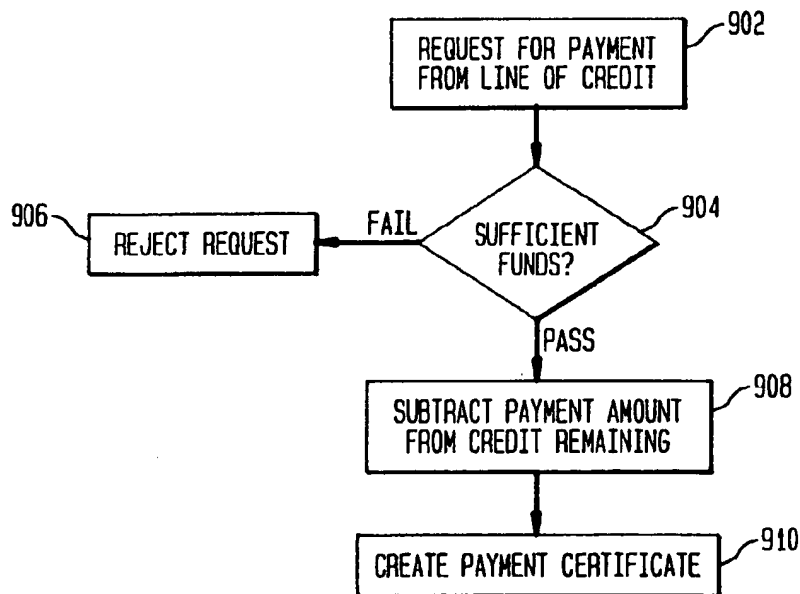 REQUEST FOR PAYMENT
FROM LINE OF CREDIT
902
906
REJECT REQUEST
FAIL
SUFFICIENT
FUNDS?
904
PASS
SUBTRACT PAYMENT AMOUNT
FROM CREDIT REMAINING
908
CREATE PAYMENT CERTIFICATE
910